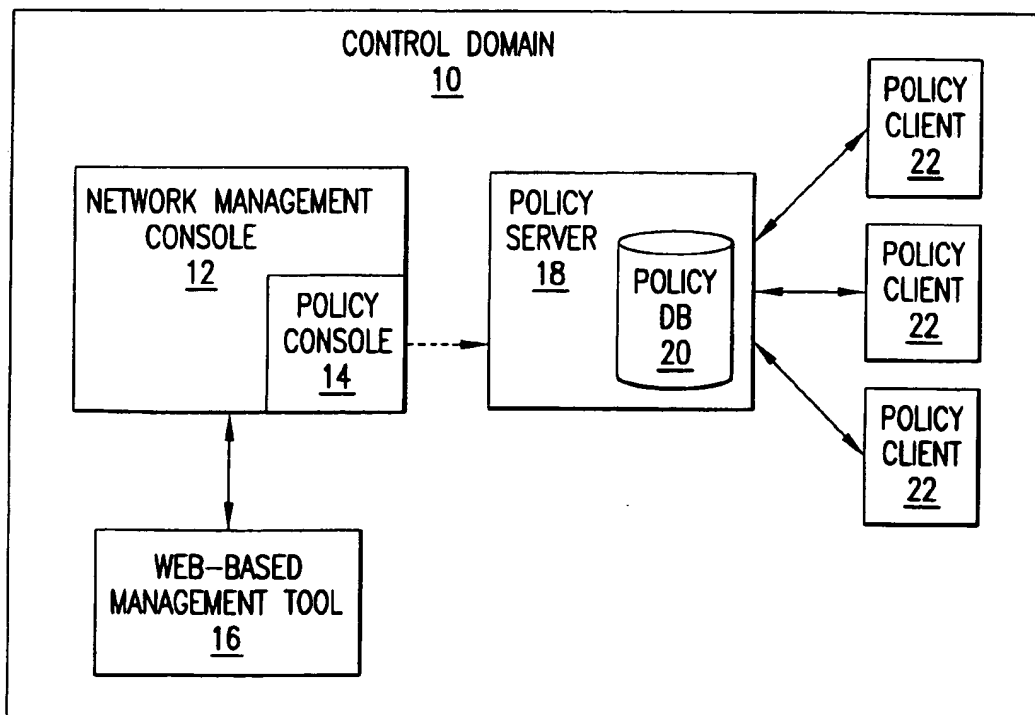 CONTROL DOMAIN
10
NETWORK MANAGEMENT
CONSOLE
12
POLICY
CONSOLE
14
WEB-BASED
MANAGEMENT TOOL
16
POLICY
SERVER
18
POLICY
DB
20
POLICY
CLIENT
22
POLICY
CLIENT
22
POLICY
CLIENT
22